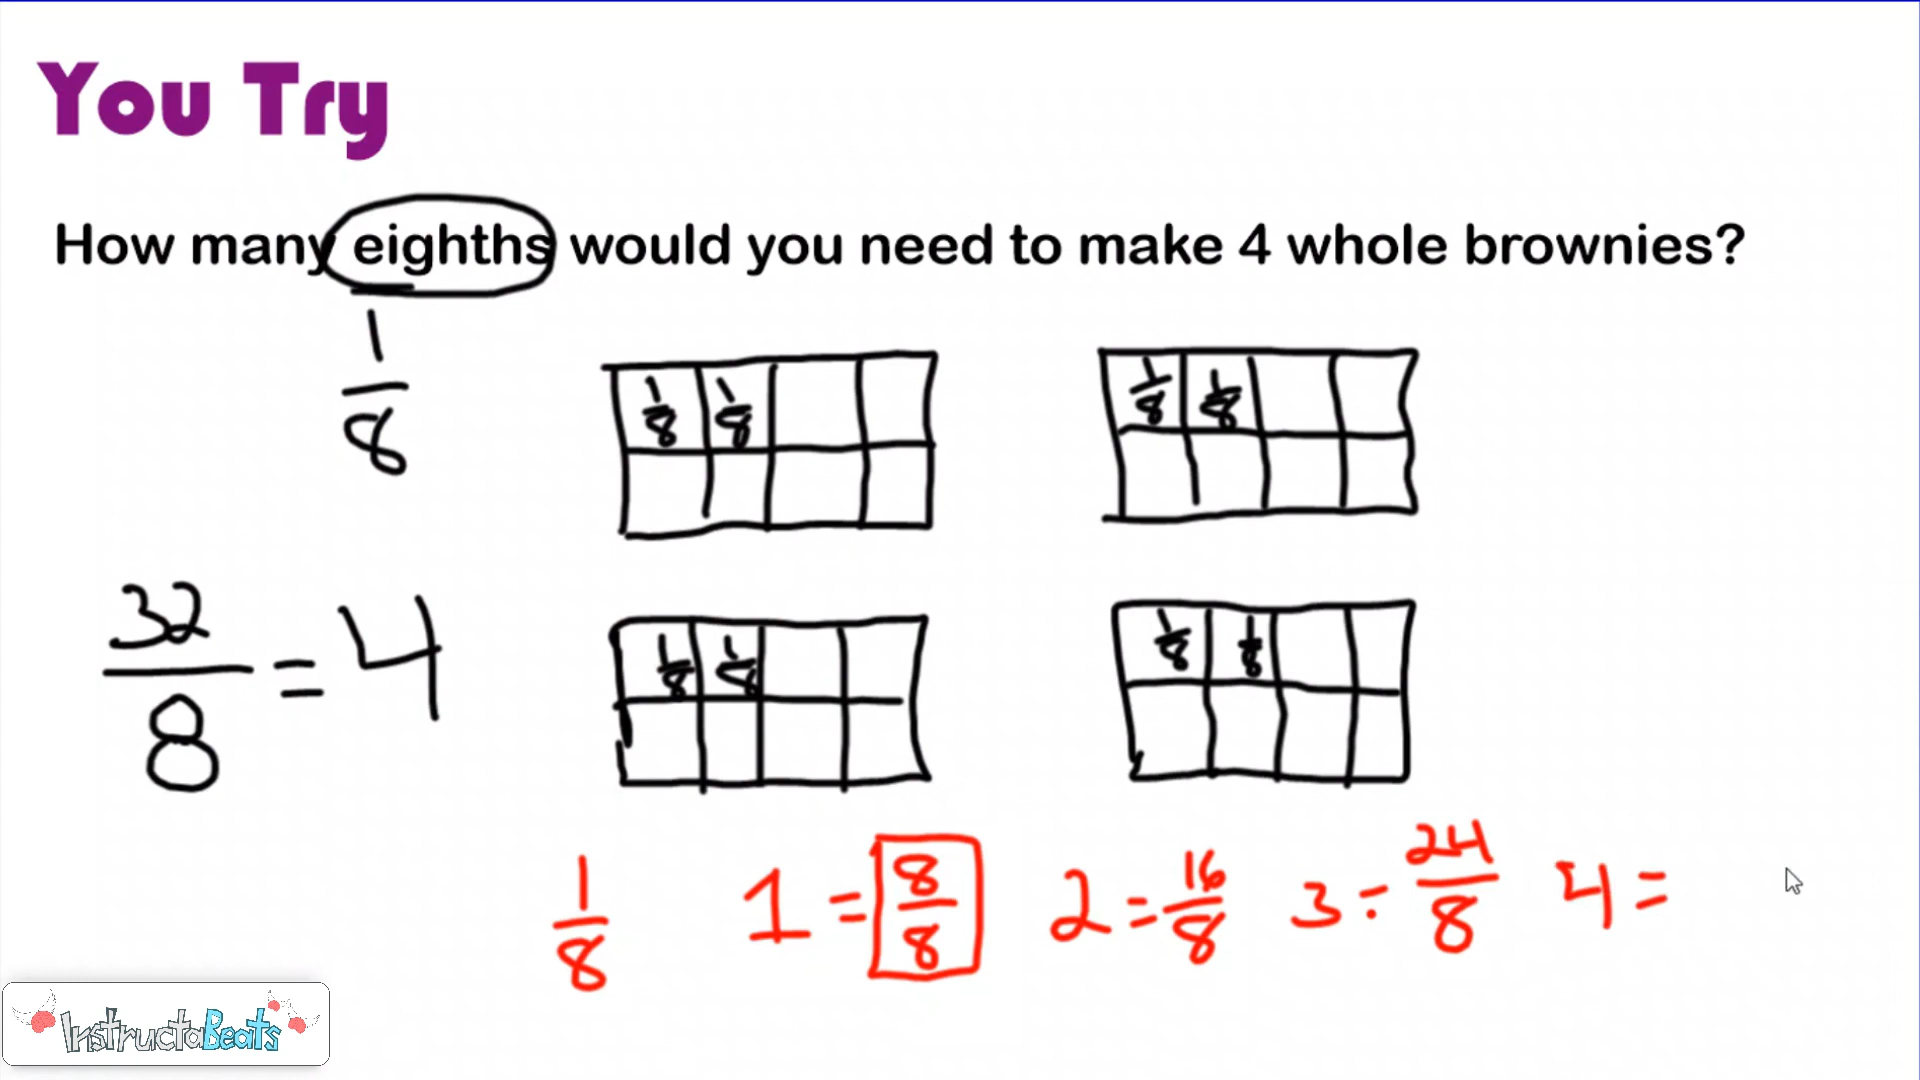 You Try
How many eighths would you need to make 4 whole brownies?
1/8
1/8 1/8
1/8 1/8
32/8 = 4
1/8 1/8
1/8 1/8
1/8
1 = 8/8
2 = 16/8
3 = 24/8
4 =
InstructaBeats